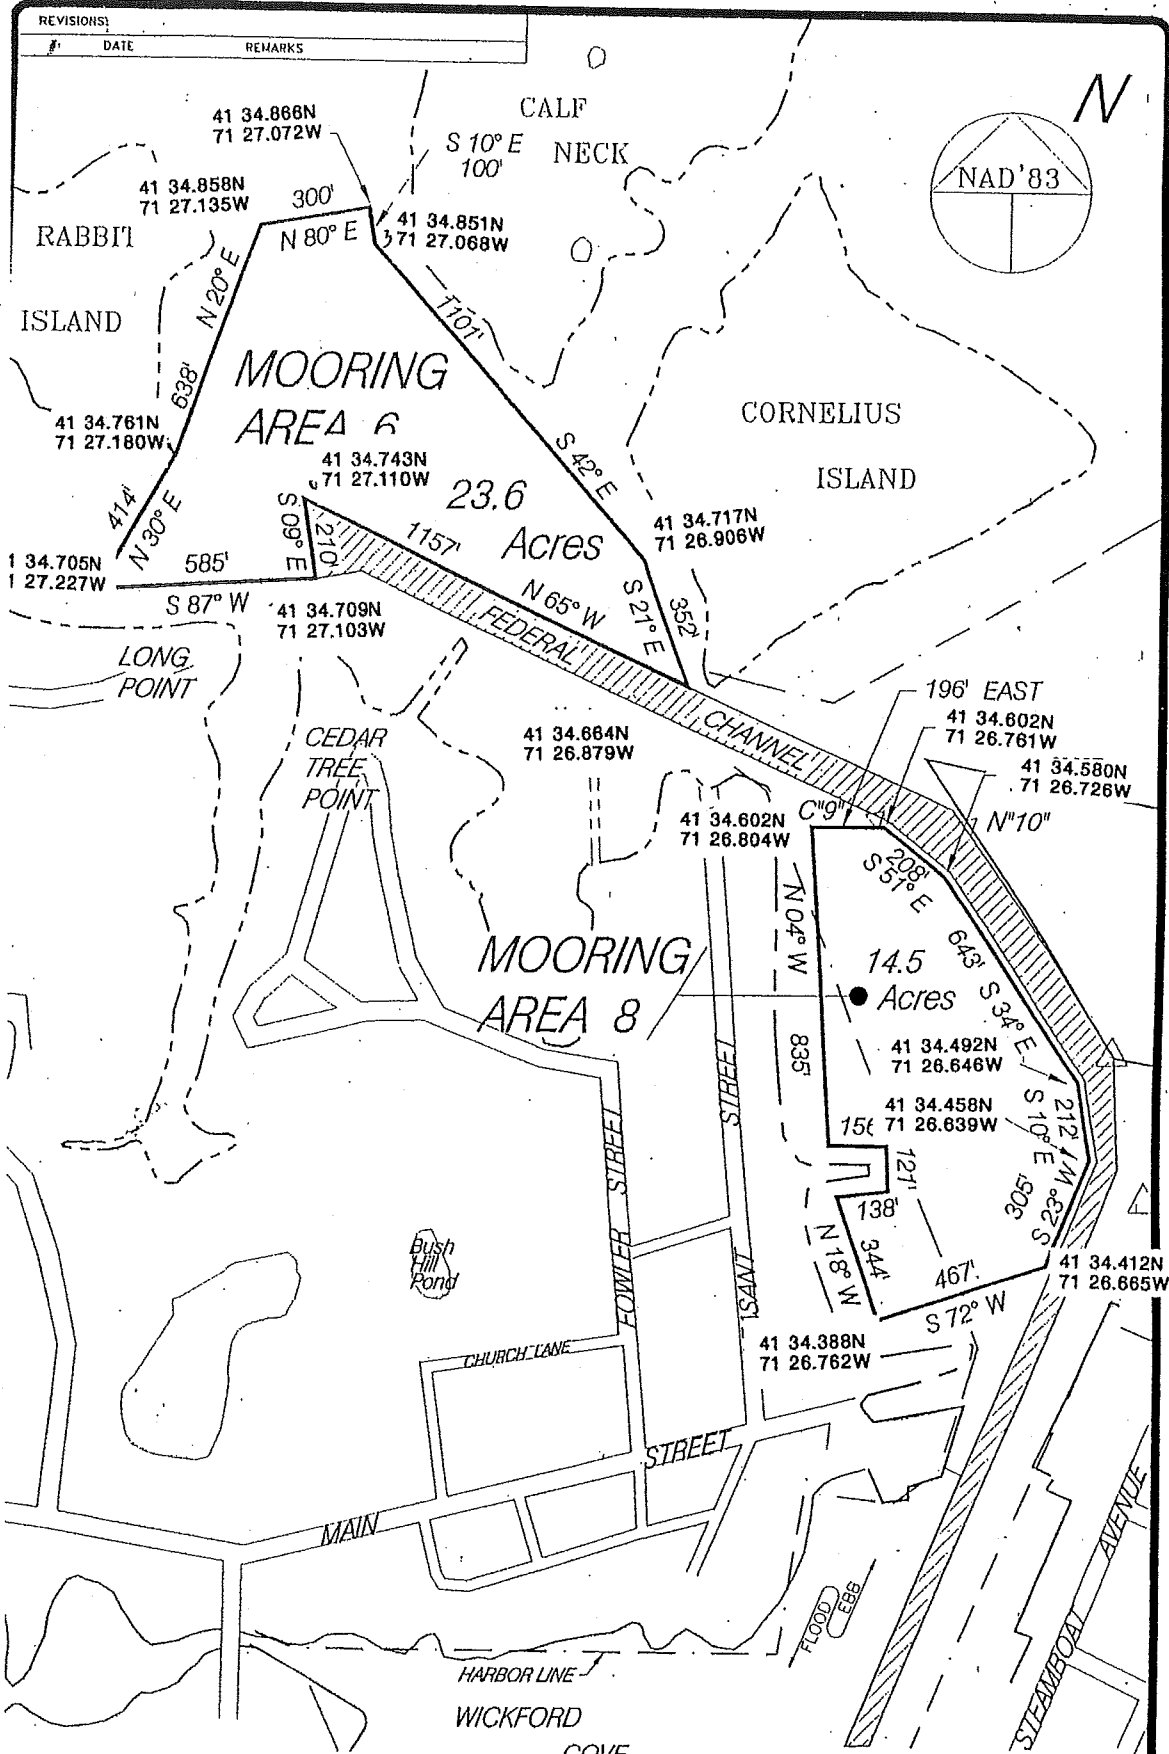 REVISIONS:
#: DATE REMARKS
N
NAD'83
CALF
NECK
41 34.866N
71 27.072W
S 10° E
100'
41 34.858N
71 27.135W
300'
N 80° E
41 34.851N
71 27.068W
RABBIT
ISLAND
N 20° E
638'
1101'
S 42° E
MOORING
AREA 6
41 34.761N
71 27.180W
41 34.743N
71 27.110W
23.6
Acres
CORNELIUS
ISLAND
414'
N 30° E
S 09° E
210'
1157'
N 65° W
41 34.717N
71 26.906W
1 34.705N
1 27.227W
585'
S 87° W
41 34.709N
71 27.103W
S 21° E
352'
FEDERAL
CHANNEL
LONG
POINT
CEDAR
TREE
POINT
41 34.664N
71 26.879W
196' EAST
41 34.602N
71 26.761W
41 34.580N
71 26.726W
41 34.602N
71 26.804W
C"9"
N"10"
208'
S 51° E
N 04° W
835'
643'
S 34° E
MOORING
AREA 8
14.5
Acres
41 34.492N
71 26.646W
41 34.458N
71 26.639W
212'
S 10° E
156
121'
138'
305'
S 23° W
N 18° W
344'
467'
S 72° W
41 34.412N
71 26.665W
41 34.388N
71 26.762W
Bush
Hill
Pond
FOWLER STREET
STREET
SANT
CHURCH LANE
MAIN
STREET
FLOOD
EBB
STEAMBOAT AVENUE
HARBOR LINE
WICKFORD
COVE